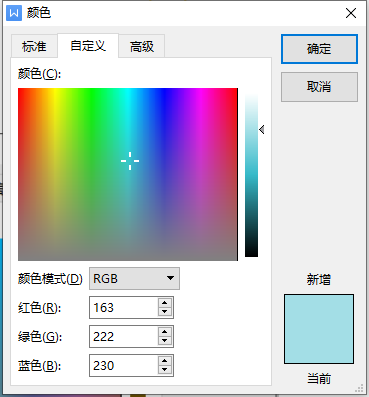 颜色
标准 自定义 高级
确定
取消
颜色(C):
颜色模式(D) RGB
红色(R): 163
绿色(G): 222
蓝色(B): 230
新增
当前